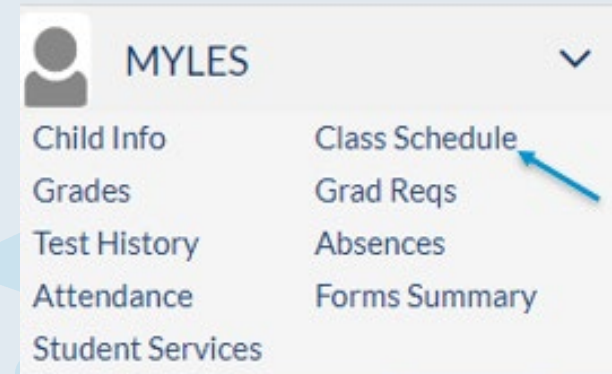 MYLES
Child Info Class Schedule
Grades Grad Reqs
Test History Absences
Attendance Forms Summary
Student Services